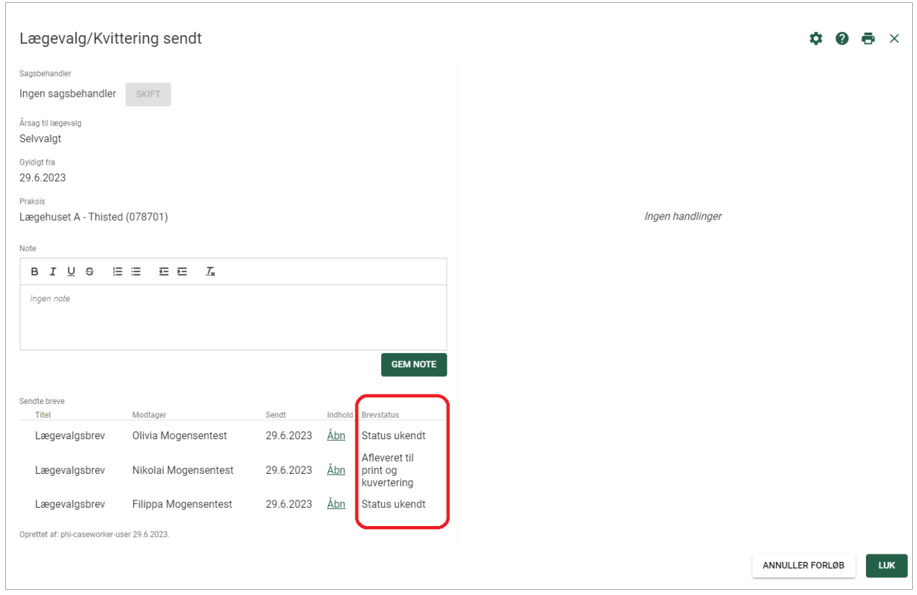 Lægevalg/Kvittering sendt
Sagsbehandler
Ingen sagsbehandler SKIFT
Årsag til lægevalg
Selvvalgt
Gyldigt fra
29.6.2023
Praksis
Lægehuset A - Thisted (078701)
Note
B I U S
Ingen note
GEM NOTE
Sendte breve
Titel Modtager Sendt Indhold Brevstatus
Lægevalgsbrev Olivia Mogensentest 29.6.2023 Åbn Status ukendt
Lægevalgsbrev Nikolai Mogensentest 29.6.2023 Åbn Afleveret til
print og
kuvertering
Lægevalgsbrev Filippa Mogensentest 29.6.2023 Åbn Status ukendt
Oprettet af: phi-caseworker-user 29.6.2023.
Ingen handlinger
ANNULLER FORLØB LUK